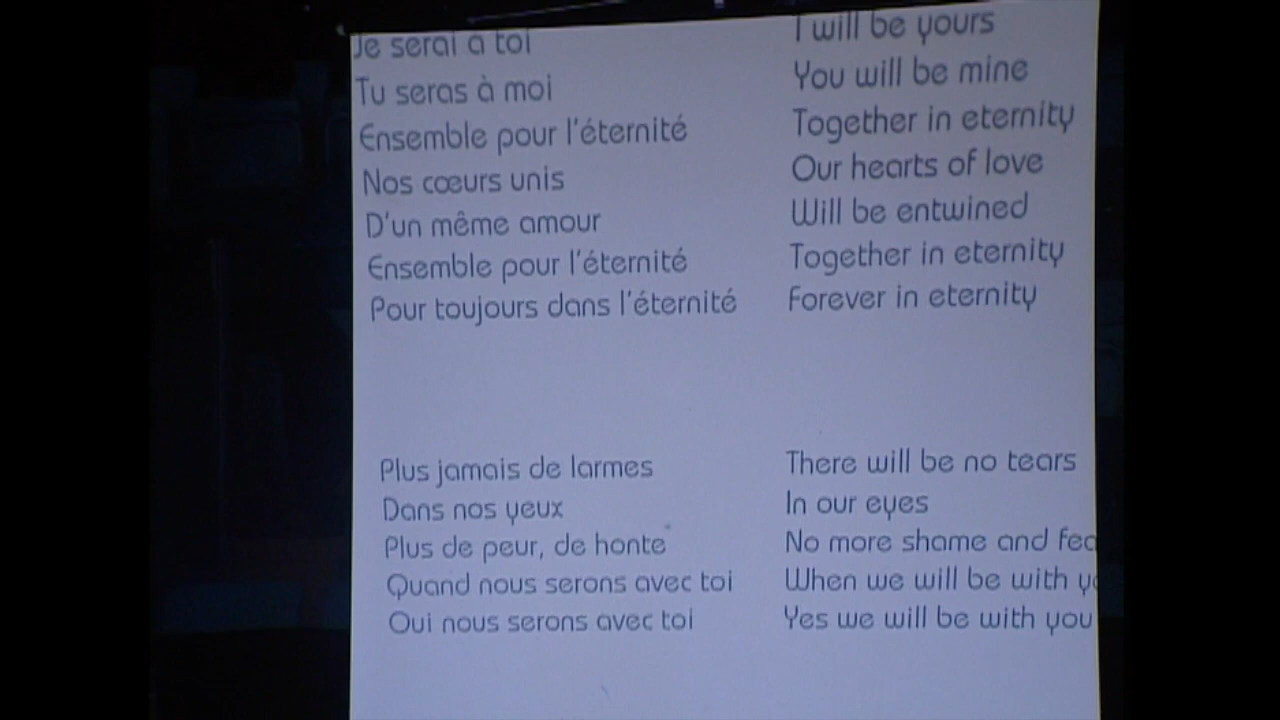 Je serai à toi
Tu seras à moi
Ensemble pour l'éternité
Nos cœurs unis
D'un même amour
Ensemble pour l'éternité
Pour toujours dans l'éternité
Plus jamais de larmes
Dans nos yeux
Plus de peur, de honte
Quand nous serons avec toi
Oui nous serons avec toi
I will be yours
You will be mine
Together in eternity
Our hearts of love
Will be entwined
Together in eternity
Forever in eternity
There will be no tears
In our eyes
No more shame and
When we will be with
Yes we will be with you